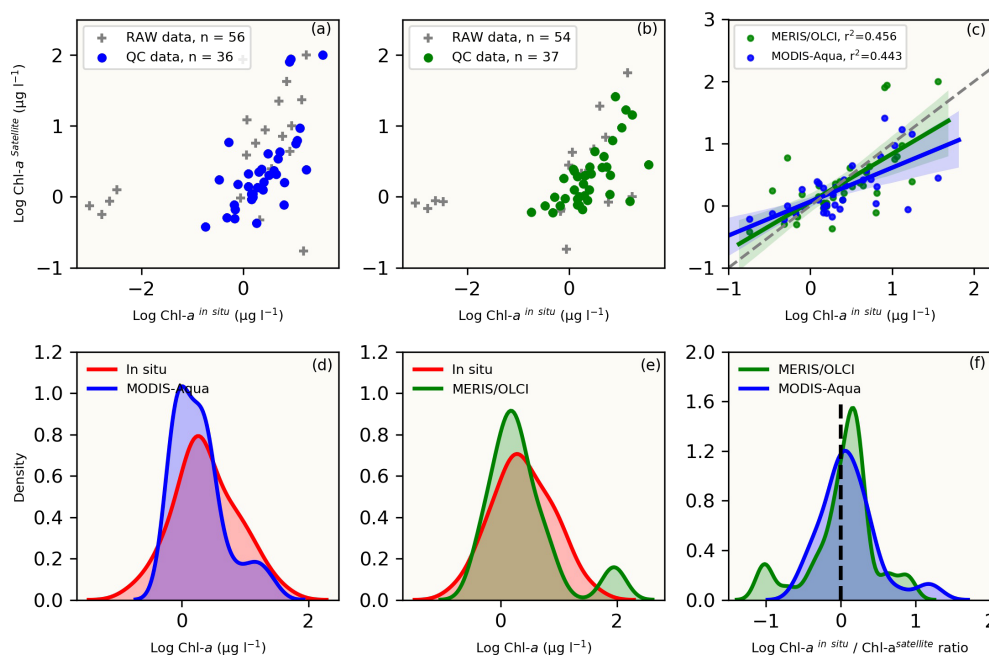 (a)
RAW data, n = 56
QC data, n = 36
Log Chl-a Satellite (μg l−1)
2
1
0
−1
−2
0
Log Chl-a in situ (μg l−1)
(b)
RAW data, n = 54
QC data, n = 37
2
1
0
−1
−2
0
Log Chl-a in situ (μg l−1)
(c)
MERIS/OLCI, r2=0.456
MODIS-Aqua, r2=0.443
3
2
1
0
−1
−1
0
1
2
Log Chl-a in situ (μg l−1)
(d)
In situ
MODIS-Aqua
Density
1.2
1.0
0.8
0.6
0.4
0.2
0.0
0
2
Log Chl-a (μg l−1)
(e)
In situ
MERIS/OLCI
1.2
1.0
0.8
0.6
0.4
0.2
0.0
0
2
Log Chl-a (μg l−1)
(f)
MERIS/OLCI
MODIS-Aqua
2.0
1.6
1.2
0.8
0.4
0.0
−1
0
1
2
Log Chl-a in situ / Chl-a satellite ratio